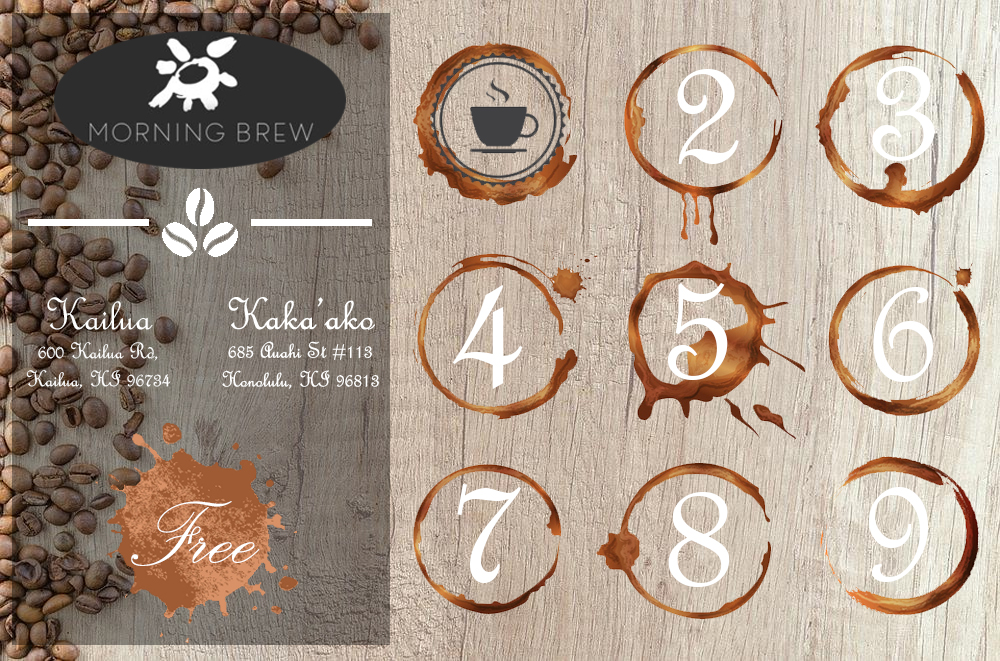 MORNING BREW
Kailua
600 Kailua Rd,
Kailua, HI 96734
Kaka'ako
685 Auahi St #113
Honolulu, HI 96813
Free
2
3
4
5
6
7
8
9